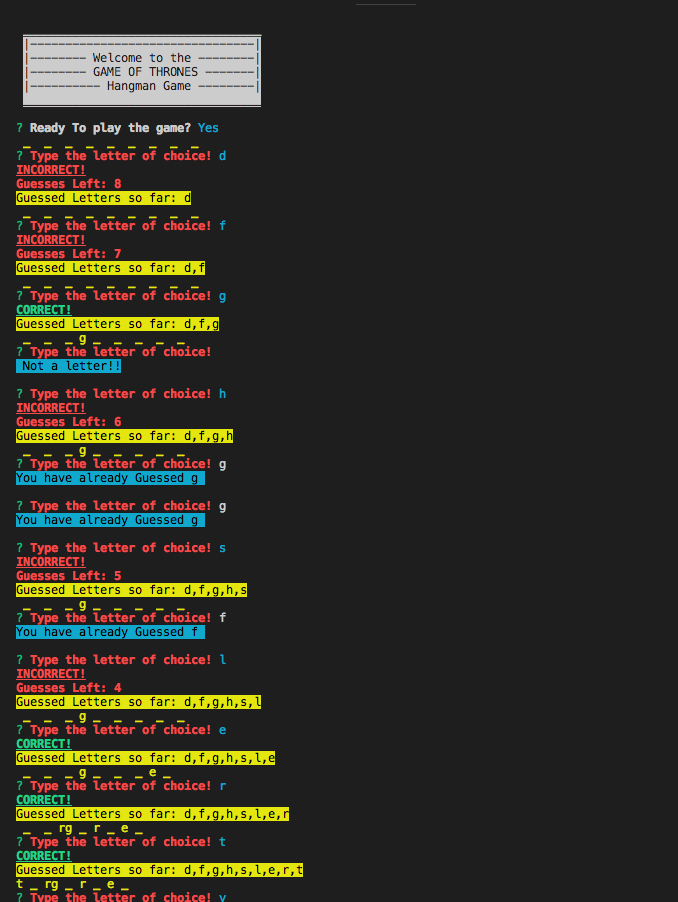 |--------------------------------|
|-------- Welcome to the --------|
|-------- GAME OF THRONES -------|
|---------- Hangman Game --------|
? Ready To play the game? Yes
_ _ _ _ _ _ _ _ _
? Type the letter of choice! d
INCORRECT!
Guesses Left: 8
Guessed Letters so far: d
_ _ _ _ _ _ _ _ _
? Type the letter of choice! f
INCORRECT!
Guesses Left: 7
Guessed Letters so far: d,f
_ _ _ _ _ _ _ _ _
? Type the letter of choice! g
CORRECT!
Guessed Letters so far: d,f,g
_ _ _ g _ _ _ _ _
? Type the letter of choice!
Not a letter!!
? Type the letter of choice! h
INCORRECT!
Guesses Left: 6
Guessed Letters so far: d,f,g,h
_ _ _ g _ _ _ _ _
? Type the letter of choice! g
You have already Guessed g
? Type the letter of choice! g
You have already Guessed g
? Type the letter of choice! s
INCORRECT!
Guesses Left: 5
Guessed Letters so far: d,f,g,h,s
_ _ _ g _ _ _ _ _
? Type the letter of choice! f
You have already Guessed f
? Type the letter of choice! l
INCORRECT!
Guesses Left: 4
Guessed Letters so far: d,f,g,h,s,l
_ _ _ g _ _ _ _ _
? Type the letter of choice! e
CORRECT!
Guessed Letters so far: d,f,g,h,s,l,e
_ _ _ g _ _ _ e _
? Type the letter of choice! r
CORRECT!
Guessed Letters so far: d,f,g,h,s,l,e,r
_ _ rg _ r _ e _
? Type the letter of choice! t
CORRECT!
Guessed Letters so far: d,f,g,h,s,l,e,r,t
t _ rg _ r _ e _
? Type the letter of choice! y